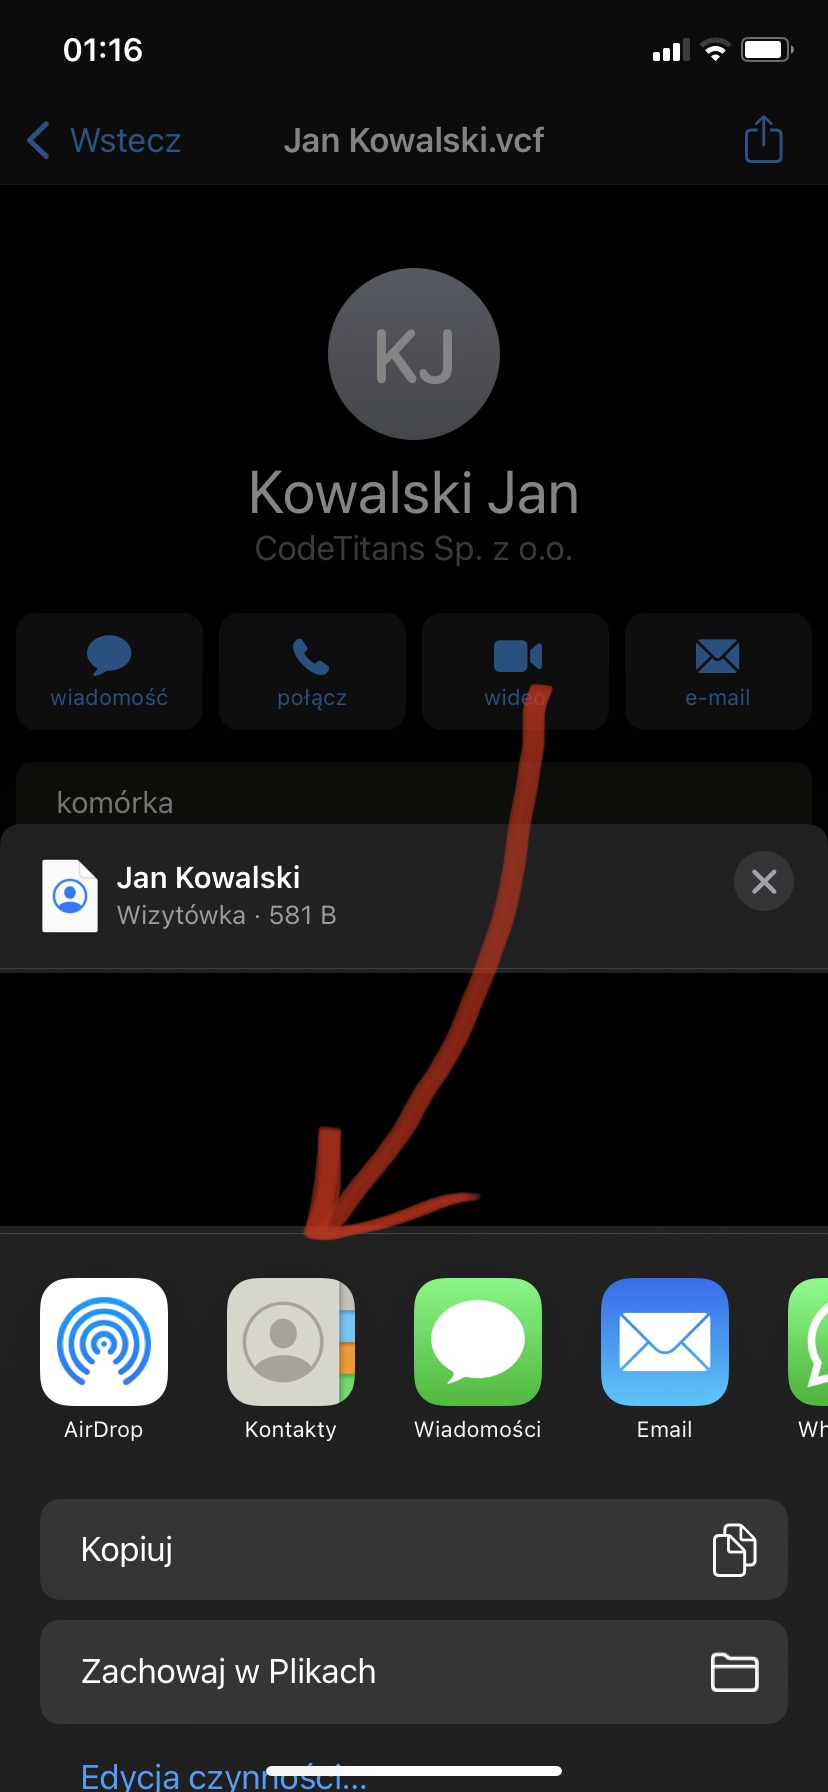 01:16
Wstecz
Jan Kowalski.vcf
KJ
Kowalski Jan
CodeTitans Sp. z o.o.
wiadomość
połącz
wideo
e-mail
komórka
Jan Kowalski
Wizytówka · 581 B
AirDrop
Kontakty
Wiadomości
Email
Wh
Kopiuj
Zachowaj w Plikach
Edycja czynności...